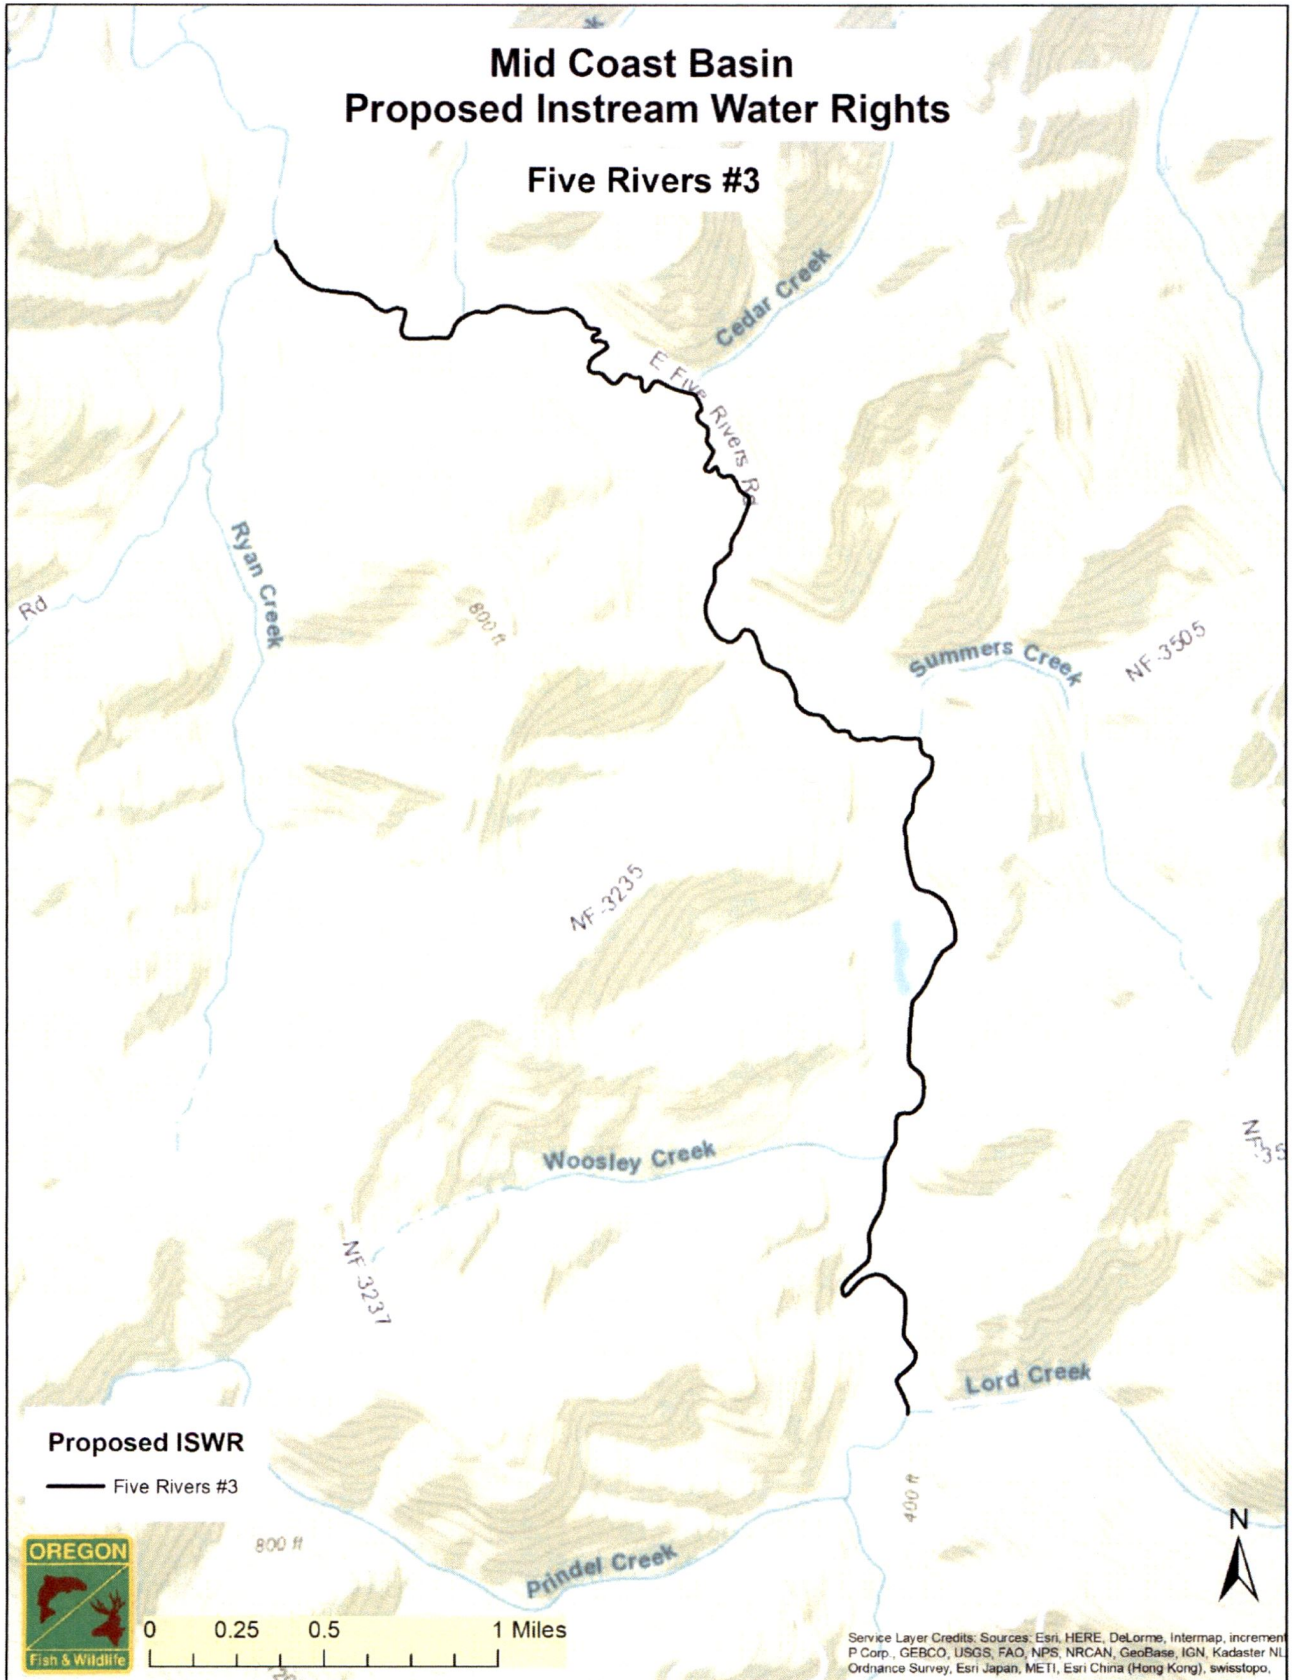 Mid Coast Basin
Proposed Instream Water Rights
Five Rivers #3
Cedar Creek
E Five Rivers Rd
Ryan Creek
Rd
800 ft
Summers Creek
NF-3505
NF-3235
Woosley Creek
NF-35
NF-3237
Lord Creek
Proposed ISWR
Five Rivers #3
400 ft
N
800 ft
Prindel Creek
OREGON
Fish & Wildlife
0 0.25 0.5 1 Miles
Service Layer Credits: Sources: Esri, HERE, DeLorme, Intermap, increment
P Corp., GEBCO, USGS, FAO, NPS, NRCAN, GeoBase, IGN, Kadaster NL
Ordnance Survey, Esri Japan, METI, Esri China (Hong Kong), swisstopo